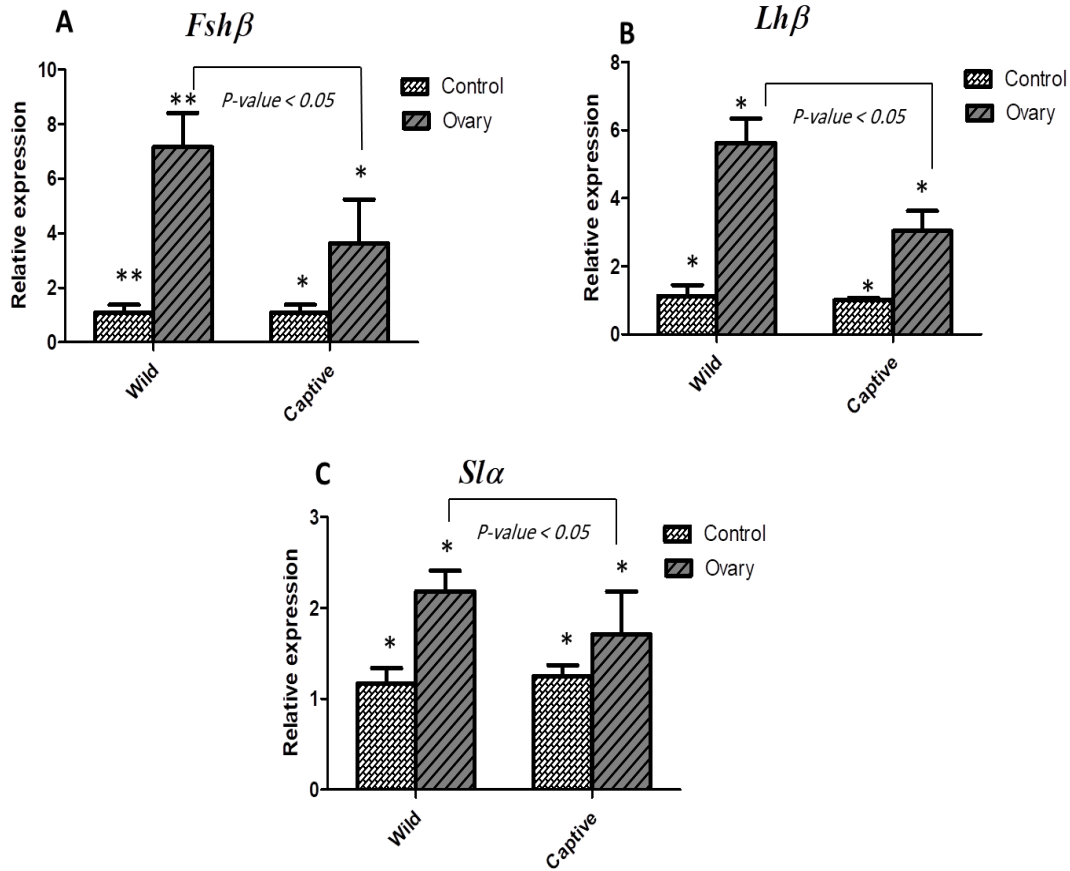 A
Fshβ
Relative expression
10
8
6
4
2
0
**
**
*
*
P-value < 0.05
Control
Ovary
Wild
Captive
B
Lhβ
Relative expression
8
6
4
2
0
*
*
*
*
P-value < 0.05
Control
Ovary
Wild
Captive
C
Slα
Relative expression
3
2
1
0
*
*
*
*
P-value < 0.05
Control
Ovary
Wild
Captive